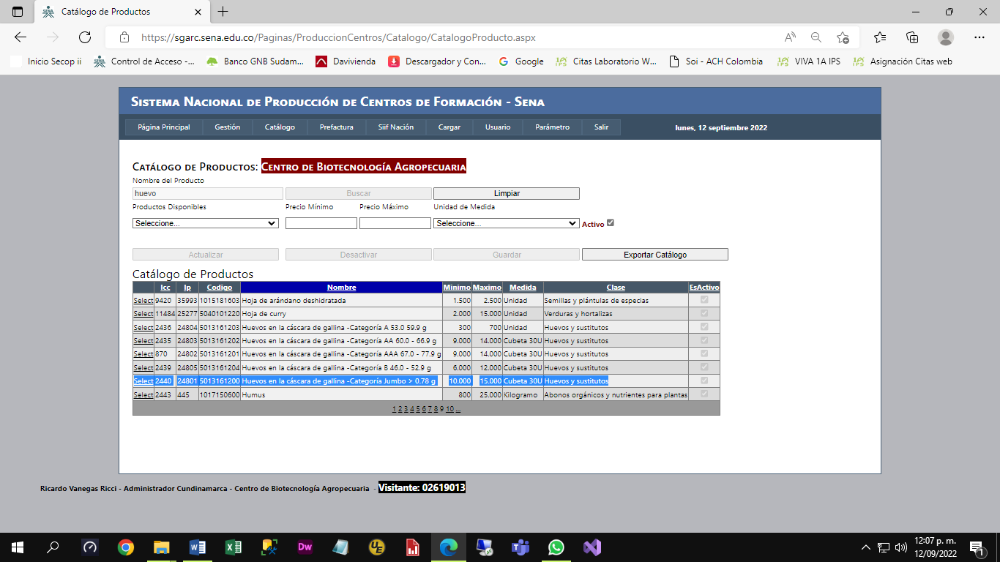 Catálogo de Productos
https://sgarc.sena.edu.co/Paginas/ProduccionCentros/Catalogo/CatalogoProducto.aspx
Inicio Secop ii Control de Acceso -... Banco GNB Sudam... Davivienda Descargador y Con... Google Citas Laboratorio W... Soi - ACH Colombia VIVA 1A IPS Asignación Citas web
Sistema Nacional de Producción de Centros de Formación - Sena
Página Principal Gestión Catálogo Prefactura Siif Nación Cargar Usuario Parámetro Salir lunes, 12 septiembre 2022
Catálogo de Productos: Centro de Biotecnología Agropecuaria
Nombre del Producto
huevo Buscar Limpiar
Productos Disponibles Precio Mínimo Precio Máximo Unidad de Medida
Seleccione... Seleccione... Activo
Actualizar Desactivar Guardar Exportar Catálogo
Catálogo de Productos
Icc Ip Codigo Nombre Minimo Maximo Medida Clase EsActivo
Select 9420 35993 1015181603 Hoja de arándano deshidratada 1.500 2.500 Unidad Semillas y plántulas de especias
Select 11484 25277 5040101220 Hoja de curry 2.000 15.000 Unidad Verduras y hortalizas
Select 2436 24804 5013161203 Huevos en la cáscara de gallina -Categoría A 53.0 59.9 g 300 700 Unidad Huevos y sustitutos
Select 2435 24803 5013161202 Huevos en la cáscara de gallina -Categoría AA 60.0 - 66.9 g 9.000 14.000 Cubeta 30U Huevos y sustitutos
Select 870 24802 5013161201 Huevos en la cáscara de gallina -Categoría AAA 67.0 - 77.9 g 9.000 14.000 Cubeta 30U Huevos y sustitutos
Select 2439 24805 5013161204 Huevos en la cáscara de gallina -Categoría B 46.0 - 52.9 g 6.000 12.000 Cubeta 30U Huevos y sustitutos
Select 2440 24801 5013161200 Huevos en la cáscara de gallina -Categoría Jumbo > 0.78 g 10.000 15.000 Cubeta 30U Huevos y sustitutos
Select 2443 445 1017150600 Humus 800 25.000 Kilogramo Abonos orgánicos y nutrientes para plantas
1 2 3 4 5 6 7 8 9 10 ...
Ricardo Vanegas Ricci - Administrador Cundinamarca - Centro de Biotecnología Agropecuaria - Visitante: 02619013
12:07 p. m.
12/09/2022
1